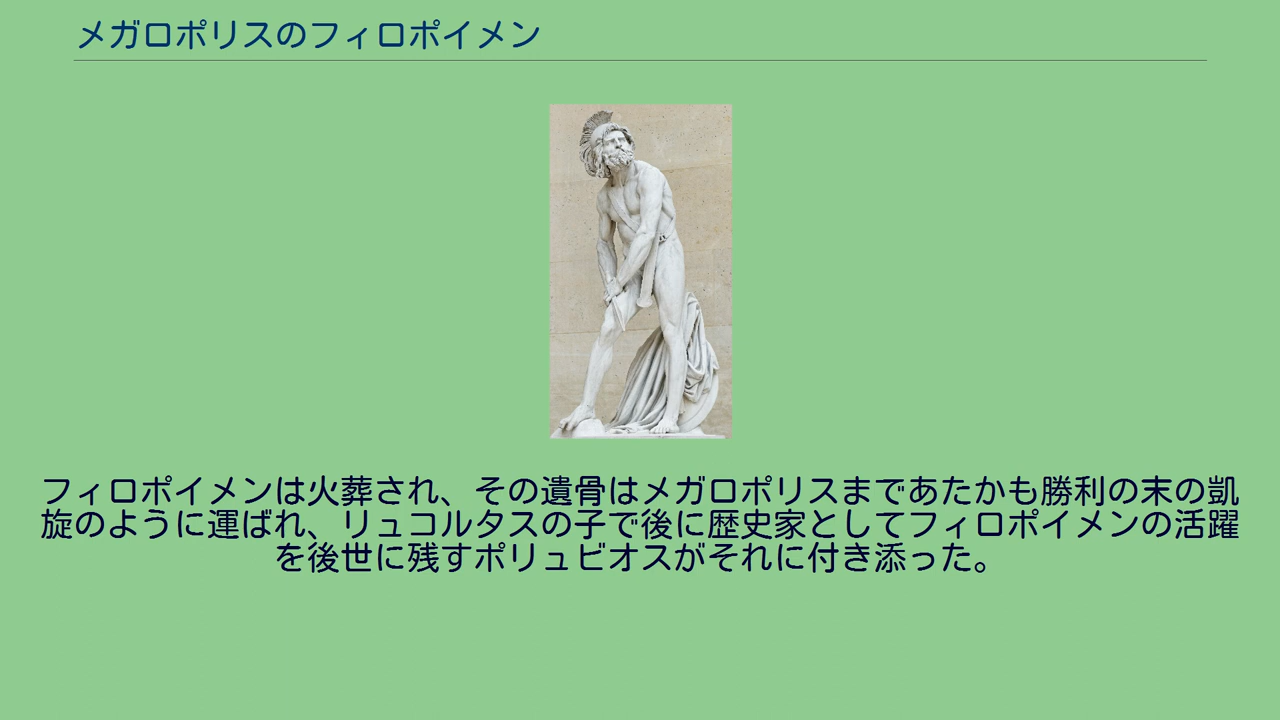 メガロポリスのフィロポイメン
フィロポイメンは火葬され、その遺骨はメガロポリスまであたかも勝利の末の凱
旋のように運ばれ、リュコルタスの子で後に歴史家としてフィロポイメンの活躍
を後世に残すポリュビオスがそれに付き添った。